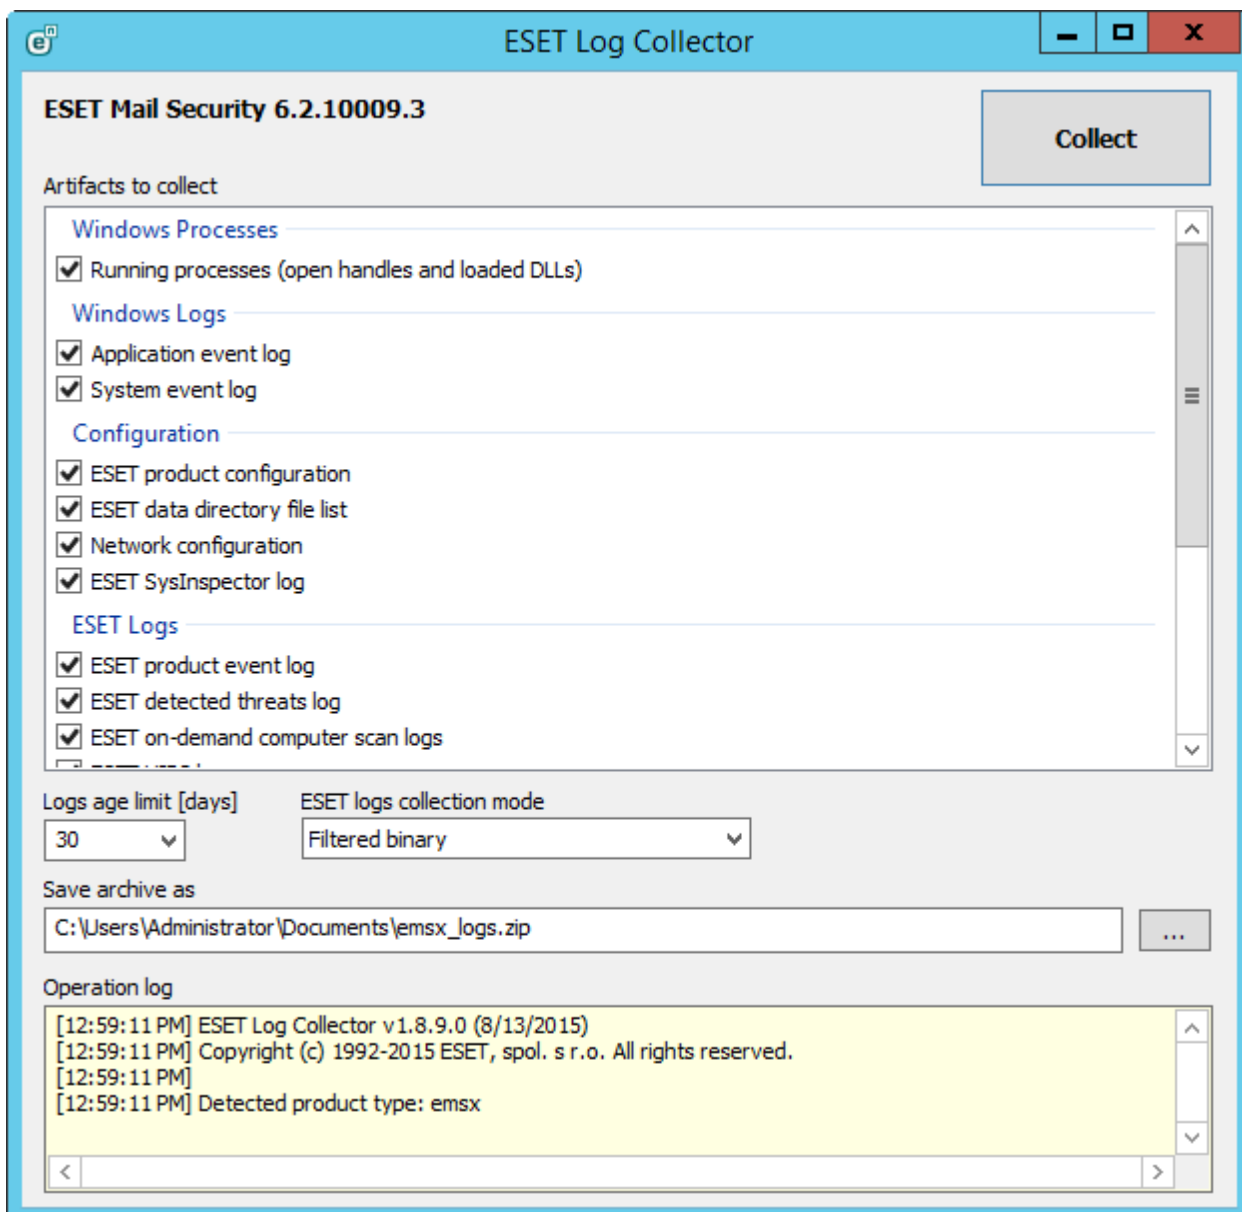 ESET Log Collector
ESET Mail Security 6.2.10009.3
Collect
Artifacts to collect
Windows Processes
Running processes (open handles and loaded DLLs)
Windows Logs
Application event log
System event log
Configuration
ESET product configuration
ESET data directory file list
Network configuration
ESET SysInspector log
ESET Logs
ESET product event log
ESET detected threats log
ESET on-demand computer scan logs
Logs age limit [days] ESET logs collection mode
30 Filtered binary
Save archive as
C:\Users\Administrator\Documents\emsx_logs.zip ...
Operation log
[12:59:11 PM] ESET Log Collector v1.8.9.0 (8/13/2015)
[12:59:11 PM] Copyright (c) 1992-2015 ESET, spol. s r.o. All rights reserved.
[12:59:11 PM]
[12:59:11 PM] Detected product type: emsx